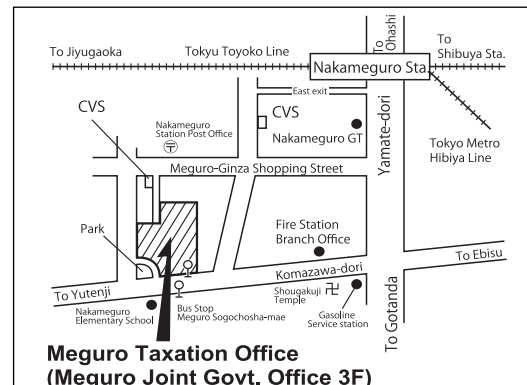 To Ohashi
To Jiyugaoka
Tokyu Toyoko Line
To
Shibuya Sta.
Nakameguro Sta.
East exit
CVS
CVS
Nakameguro
Station Post Office
Nakameguro GT
Yamate-dori
Tokyo Metro
Hibiya Line
Meguro-Ginza Shopping Street
Park
Fire Station
Branch Office
To Ebisu
Komazawa-dori
To Yutenji
Shougakuji
Temple
Nakameguro
Elementary School
Bus Stop
Meguro Sogochosha-mae
Gasoline
Service station
To Gotanda
Meguro Taxation Office
(Meguro Joint Govt. Office 3F)